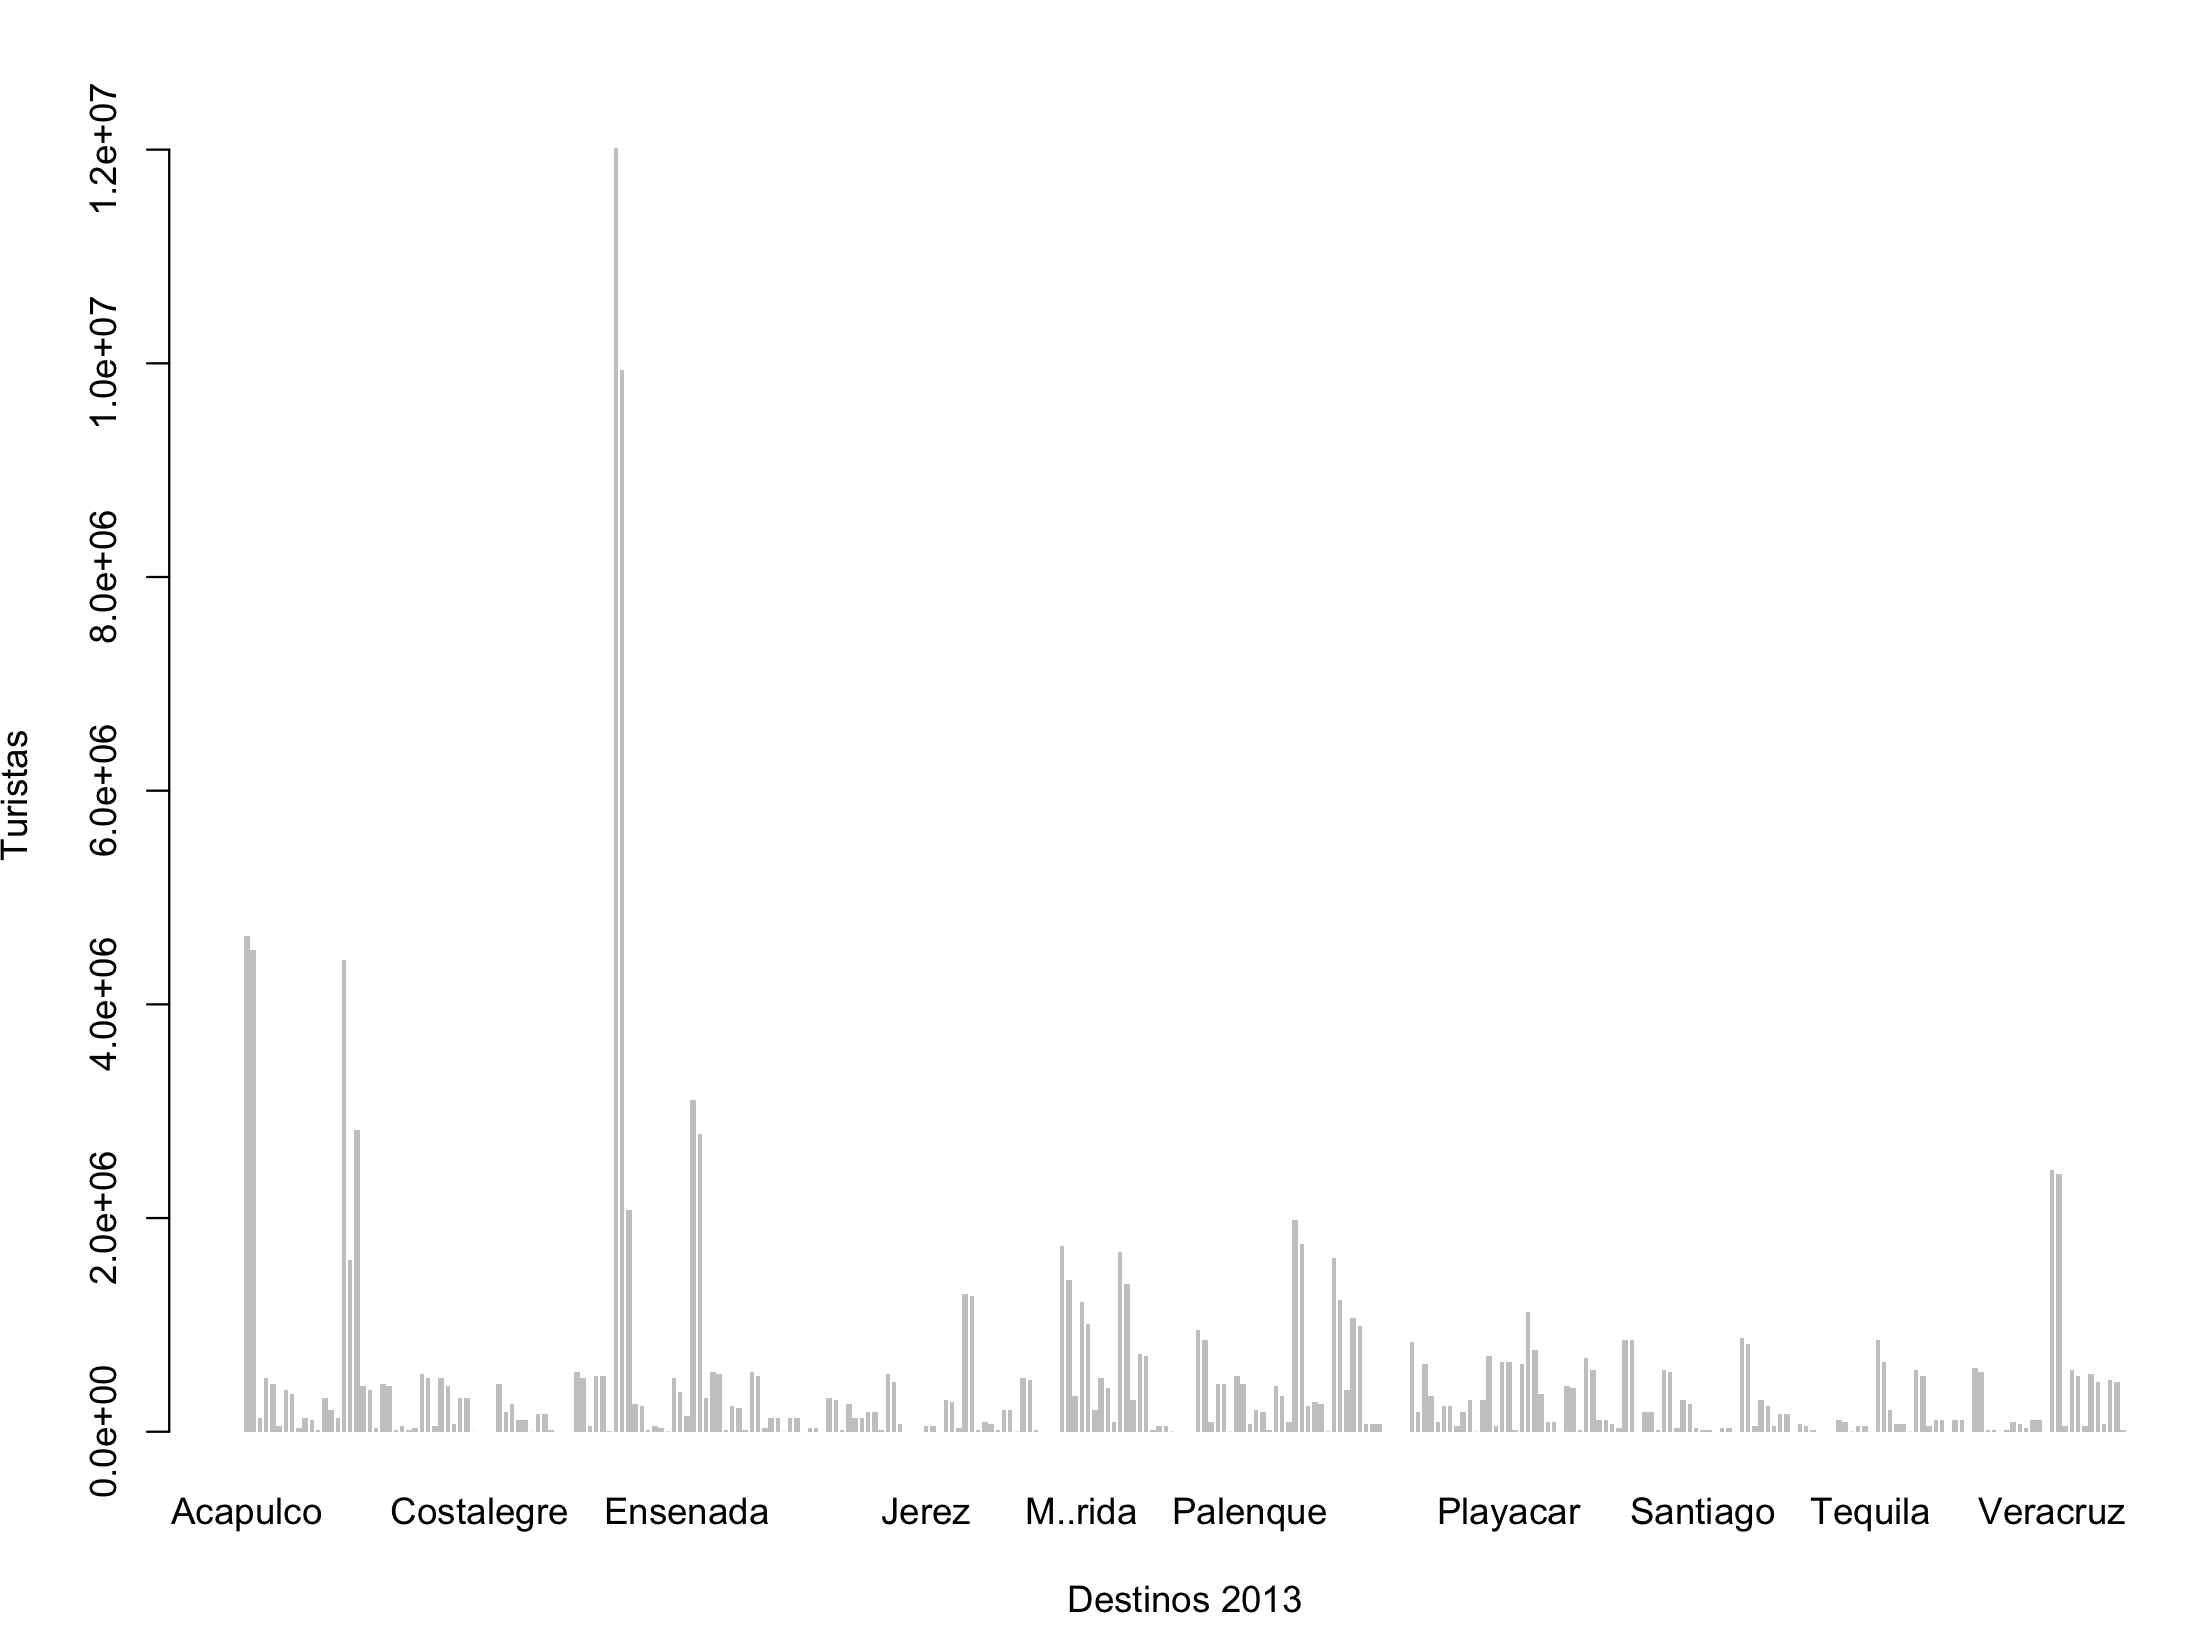 1.2e+07
1.0e+07
8.0e+06
6.0e+06
4.0e+06
2.0e+06
0.0e+00
Turistas
Acapulco Costalegre Ensenada Jerez M..rida Palenque Playacar Santiago Tequila Veracruz
Destinos 2013